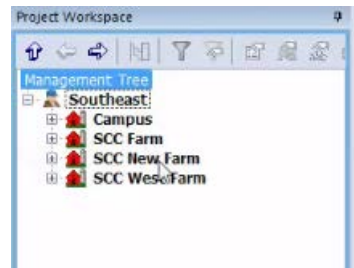 Project Workspace
Management Tree
Southeast
Campus
SCC Farm
SCC New Farm
SCC West Farm